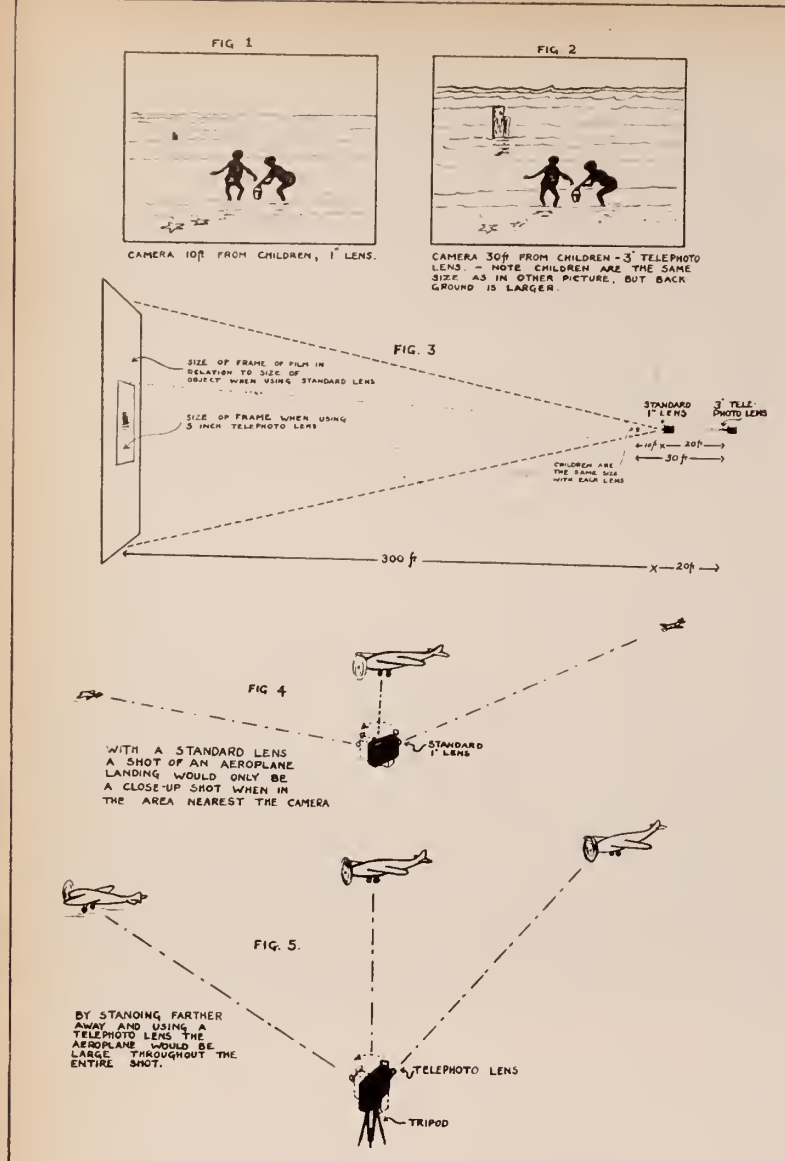 FIG 1
CAMERA 10ft FROM CHILDREN, 1" LENS.
FIG 2
CAMERA 30ft FROM CHILDREN - 3" TELEPHOTO
LENS. - NOTE CHILDREN ARE THE SAME
SIZE AS IN OTHER PICTURE, BUT BACK
GROUND IS LARGER.
FIG. 3
SIZE OF FRAME OF FILM IN
RELATION TO SIZE OF
OBJECT WHEN USING STANDARD LENS
SIZE OF FRAME WHEN USING
3 INCH TELEPHOTO LENS
STANDARD
1" LENS
3" TELE-
PHOTO LENS
10ft x 20ft
30 ft
CHILDREN ARE
THE SAME SIZE
WITH EACH LENS
300 ft
x 20ft
FIG 4
STANDARD
1" LENS
WITH A STANDARD LENS
A SHOT OF AN AEROPLANE
LANDING WOULD ONLY BE
A CLOSE-UP SHOT WHEN IN
THE AREA NEAREST THE CAMERA
FIG. 5.
BY STANDING FARTHER
AWAY AND USING A
TELEPHOTO LENS THE
AEROPLANE WOULD BE
LARGE THROUGHOUT THE
ENTIRE SHOT.
TELEPHOTO LENS
TRIPOD